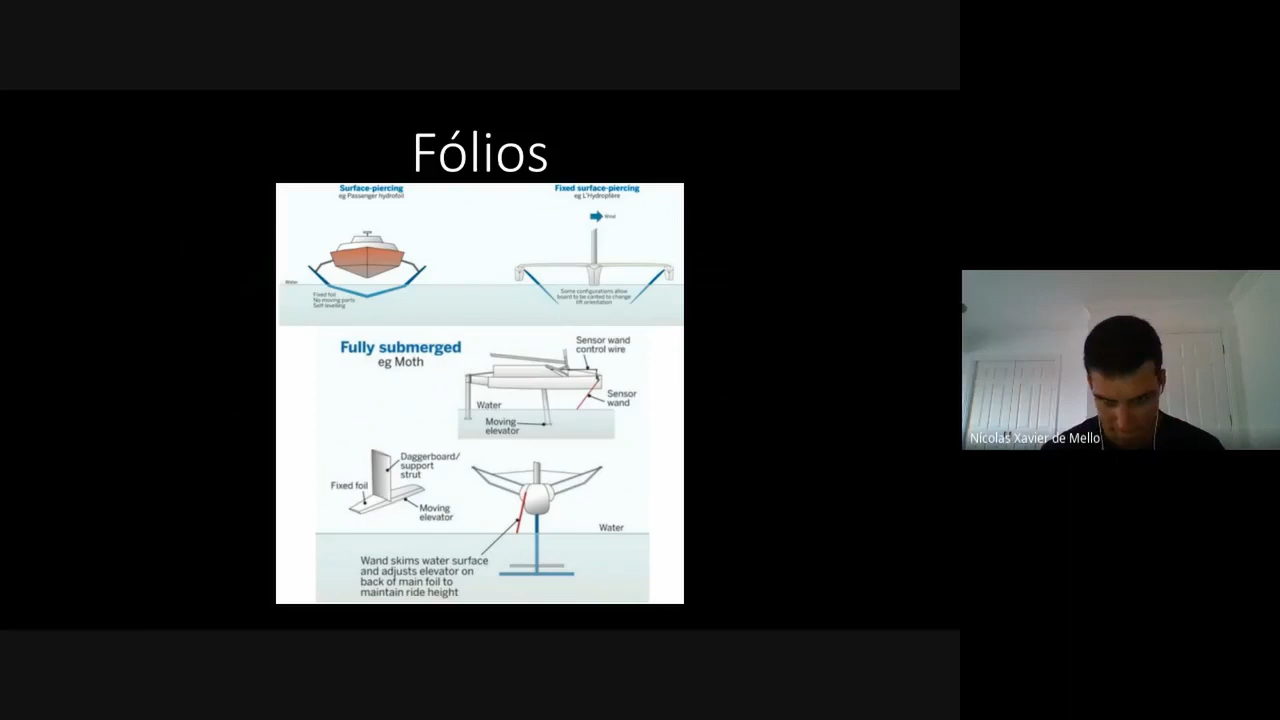 Fólios
Surface-piercing
eg Passenger hydrofoil
Fixed surface-piercing
eg L'Hydroptère
Wind
Water
Fixed foil
No moving parts
Self levelling
Some configurations allow
board to be canted to change
lift orientation
Fully submerged
eg Moth
Sensor wand
control wire
Sensor
wand
Water
Moving
elevator
Daggerboard/
support
strut
Fixed foil
Moving
elevator
Water
Wand skims water surface
and adjusts elevator on
back of main foil to
maintain ride height
Nícolas Xavier de Mello